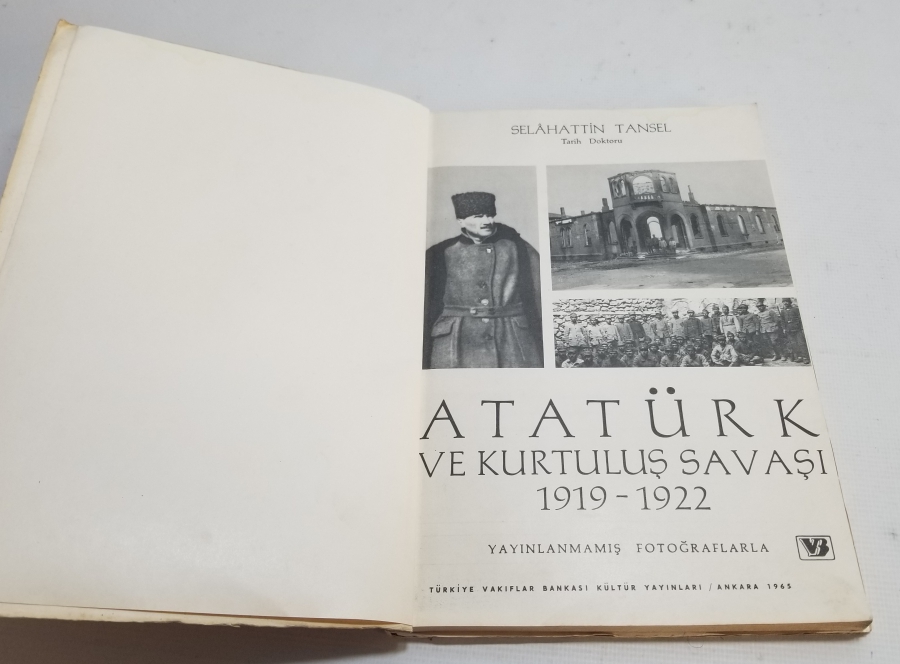 SELÂHATTİN TANSEL
Tarih Doktoru
ATATÜRK
VE KURTULUŞ SAVAŞI
1919 - 1922
YAYINLANMAMIŞ FOTOĞRAFLARLA
VB
TÜRKİYE VAKIFLAR BANKASI KÜLTÜR YAYINLARI / ANKARA 1965